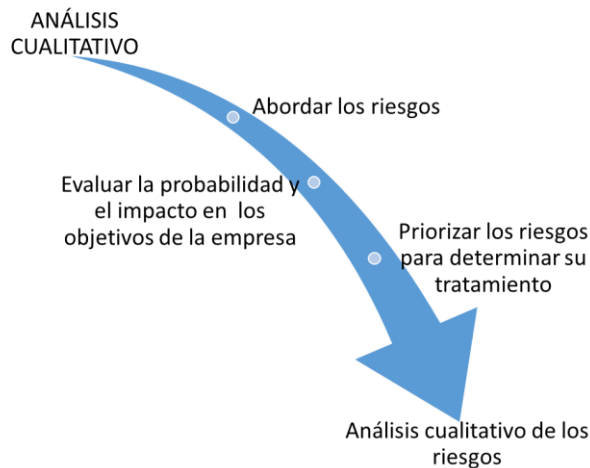 ANÁLISIS
CUALITATIVO
Abordar los riesgos
Evaluar la probabilidad y
el impacto en los
objetivos de la empresa
Priorizar los riesgos
para determinar su
tratamiento
Análisis cualitativo de los
riesgos